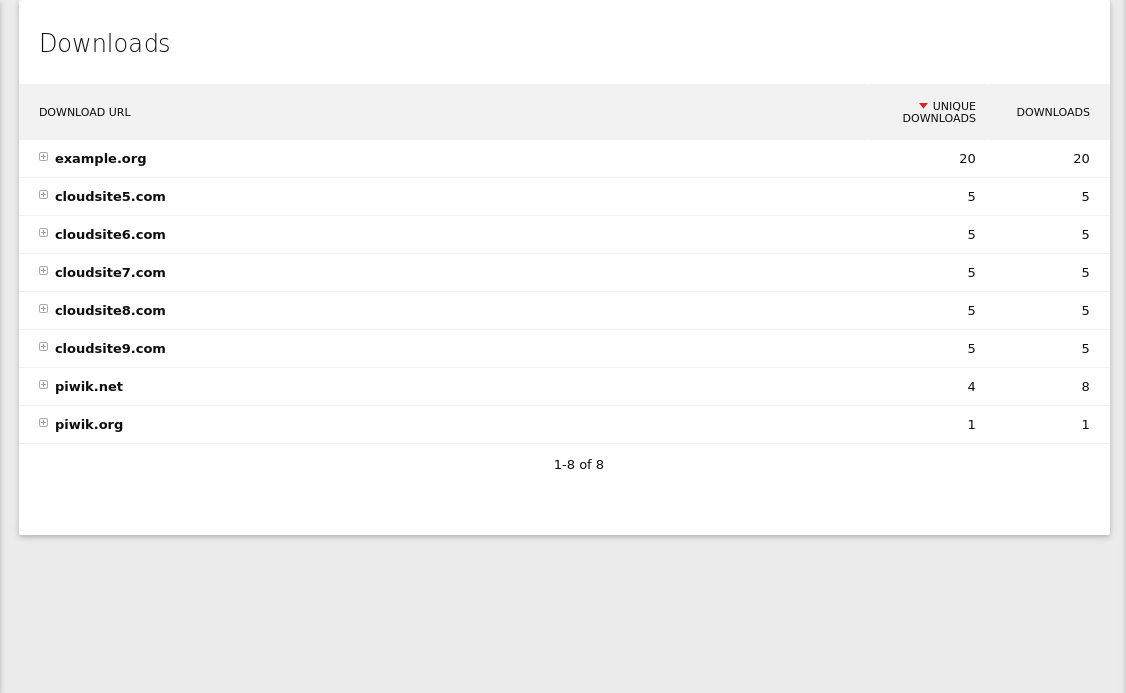 Downloads
DOWNLOAD URL UNIQUE DOWNLOADS DOWNLOADS
example.org 20 20
cloudsite5.com 5 5
cloudsite6.com 5 5
cloudsite7.com 5 5
cloudsite8.com 5 5
cloudsite9.com 5 5
piwik.net 4 8
piwik.org 1 1
1-8 of 8